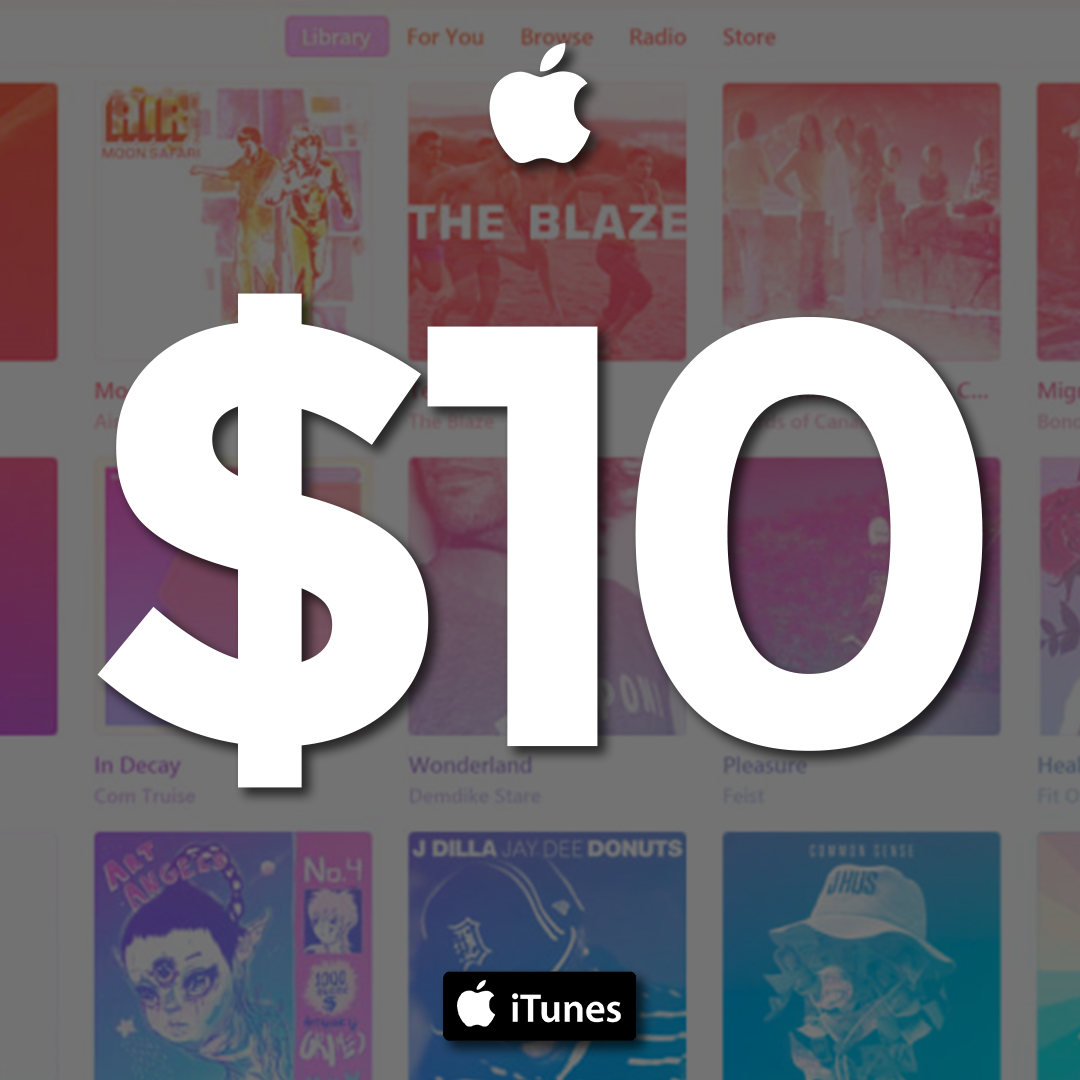 Library For You Browse Radio Store
AIR
MOON SAFARI
THE BLAZE
$10
The Blaze
In Decay
Com Truise
Wonderland
Demdike Stare
Pleasure
Feist
ART ANGELS
No.4
J DILLA JAY DEE DONUTS
COMMON SENSE
JHUS
iTunes